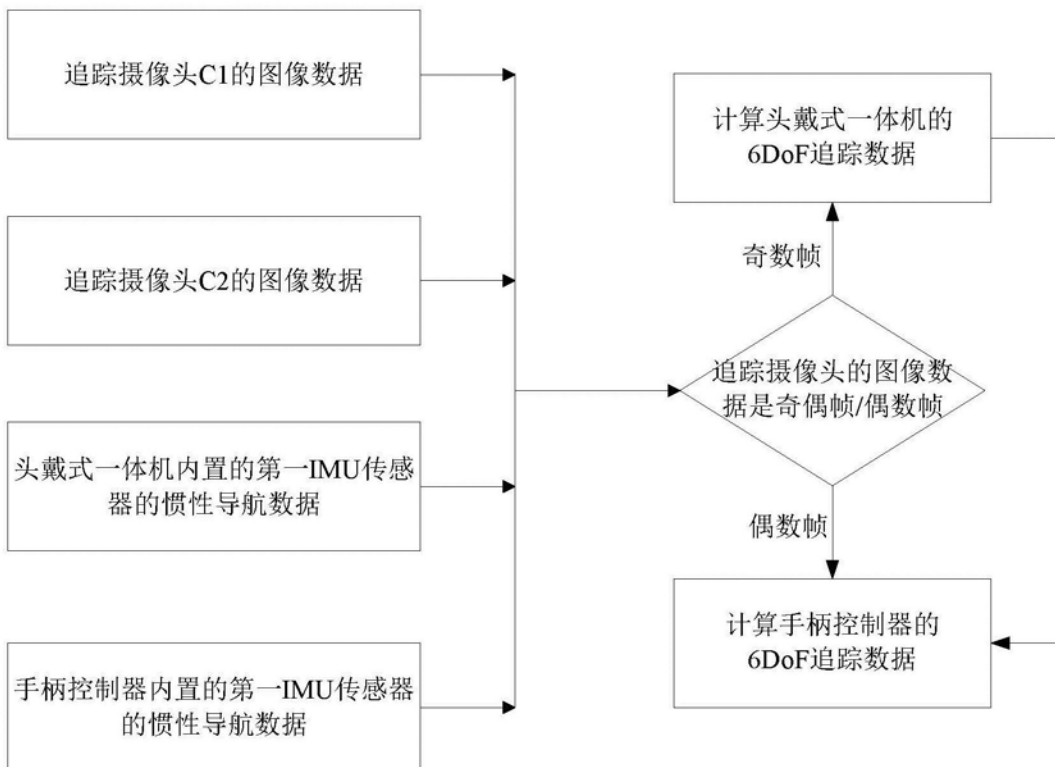 追踪摄像头C1的图像数据
追踪摄像头C2的图像数据
头戴式一体机内置的第一IMU传感
器的惯性导航数据
手柄控制器内置的第一IMU传感器
的惯性导航数据
计算头戴式一体机的
6DoF追踪数据
奇数帧
追踪摄像头的图像数
据是奇偶帧/偶数帧
偶数帧
计算手柄控制器的
6DoF追踪数据